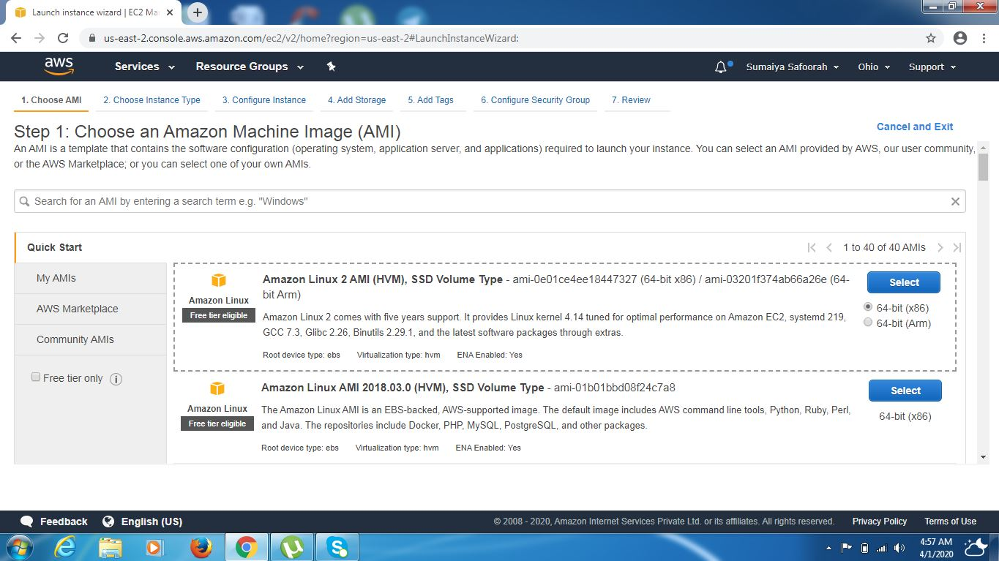 Launch instance wizard | EC2 Ma
us-east-2.console.aws.amazon.com/ec2/v2/home?region=us-east-2#LaunchInstanceWizard:
aws Services Resource Groups Sumaiya Safoorah Ohio Support
1. Choose AMI 2. Choose Instance Type 3. Configure Instance 4. Add Storage 5. Add Tags 6. Configure Security Group 7. Review
Step 1: Choose an Amazon Machine Image (AMI)
Cancel and Exit
An AMI is a template that contains the software configuration (operating system, application server, and applications) required to launch your instance. You can select an AMI provided by AWS, our user community,
or the AWS Marketplace; or you can select one of your own AMIs.
Search for an AMI by entering a search term e.g. "Windows"
Quick Start
1 to 40 of 40 AMIs
My AMIs
AWS Marketplace
Community AMIs
Free tier only
Amazon Linux
Free tier eligible
Amazon Linux 2 AMI (HVM), SSD Volume Type - ami-0e01ce4ee18447327 (64-bit x86) / ami-03201f374ab66a26e (64-
bit Arm)
Amazon Linux 2 comes with five years support. It provides Linux kernel 4.14 tuned for optimal performance on Amazon EC2, systemd 219,
GCC 7.3, Glibc 2.26, Binutils 2.29.1, and the latest software packages through extras.
Root device type: ebs Virtualization type: hvm ENA Enabled: Yes
Select
64-bit (x86)
64-bit (Arm)
Amazon Linux
Free tier eligible
Amazon Linux AMI 2018.03.0 (HVM), SSD Volume Type - ami-01b01bbd08f24c7a8
The Amazon Linux AMI is an EBS-backed, AWS-supported image. The default image includes AWS command line tools, Python, Ruby, Perl,
and Java. The repositories include Docker, PHP, MySQL, PostgreSQL, and other packages.
Root device type: ebs Virtualization type: hvm ENA Enabled: Yes
Select
64-bit (x86)
Feedback English (US) © 2008 - 2020, Amazon Internet Services Private Ltd. or its affiliates. All rights reserved. Privacy Policy Terms of Use
4:57 AM
4/1/2020